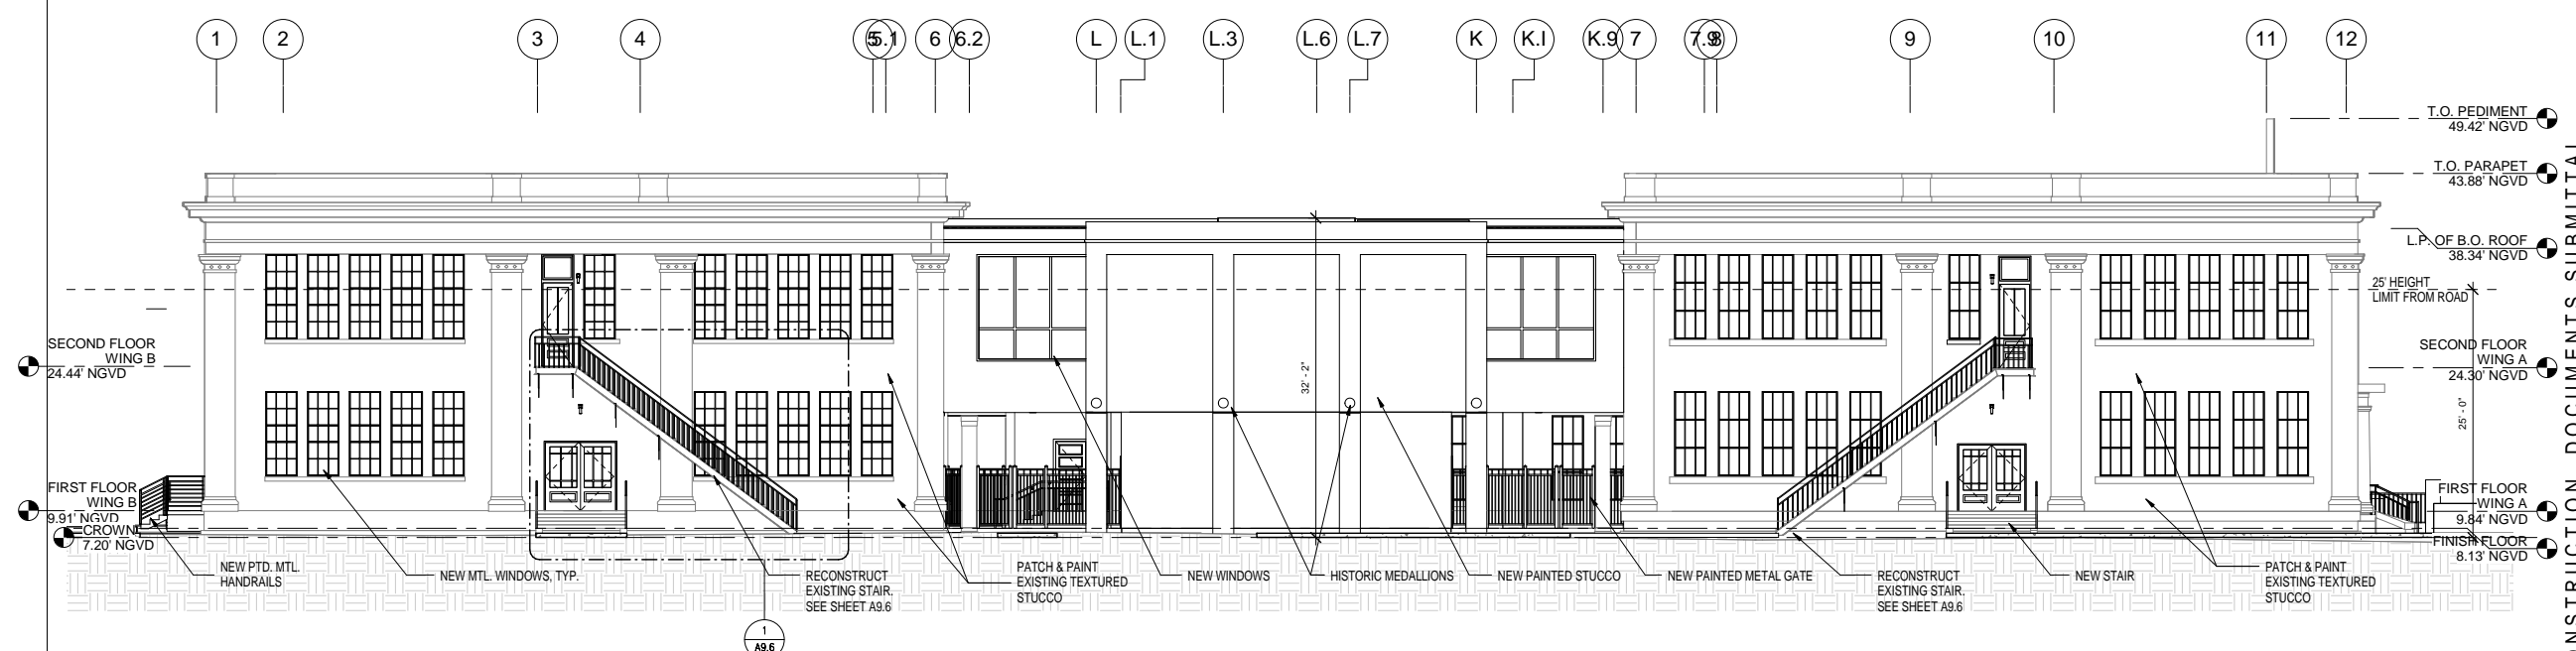 1
2
3
4
5
5.1
6
6.2
L
L.1
L.3
L.6
L.7
K
K.I
K.9
7
7.9
8
9
10
11
12
T.O. PEDIMENT
49.42' NGVD
T.O. PARAPET
43.88' NGVD
L.P. OF B.O. ROOF
38.34' NGVD
25' HEIGHT
LIMIT FROM ROAD
SECOND FLOOR
WING B
24.44' NGVD
SECOND FLOOR
WING A
24.30' NGVD
32' - 2"
25' - 0"
FIRST FLOOR
WING B
9.91' NGVD
CROWN
7.20' NGVD
FIRST FLOOR
WING A
9.84' NGVD
FINISH FLOOR
8.13' NGVD
NEW PTD. MTL.
HANDRAILS
NEW MTL. WINDOWS, TYP.
RECONSTRUCT
EXISTING STAIR.
SEE SHEET A9.6
PATCH & PAINT
EXISTING TEXTURED
STUCCO
NEW WINDOWS
HISTORIC MEDALLIONS
NEW PAINTED STUCCO
NEW PAINTED METAL GATE
RECONSTRUCT
EXISTING STAIR.
SEE SHEET A9.6
NEW STAIR
PATCH & PAINT
EXISTING TEXTURED
STUCCO
1
A9.6
NSTRUCTION DOCUMENTS SUBMITTAL